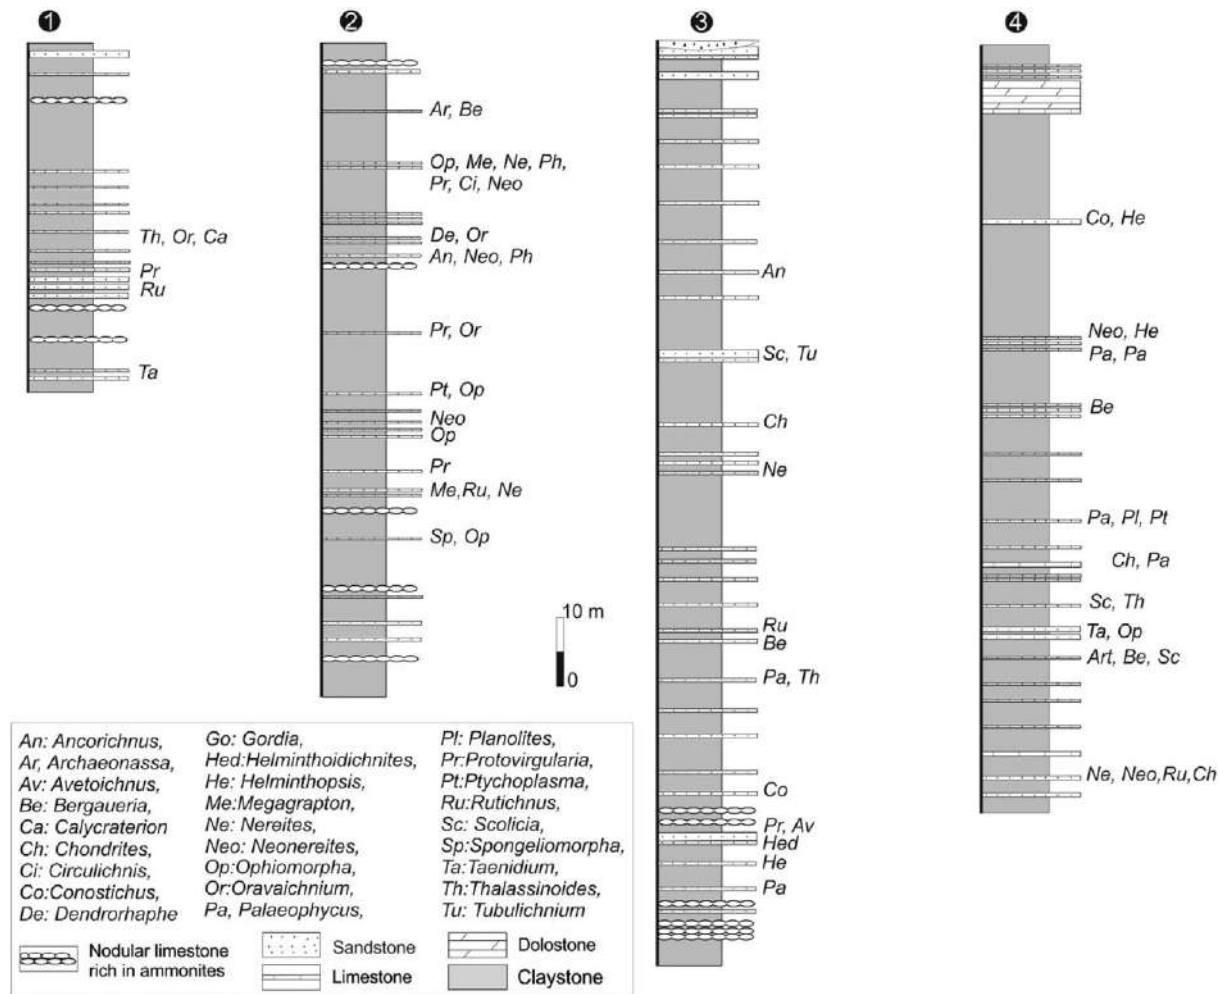 1
Th, Or, Ca
Pr
Ru
Ta
2
Ar, Be
Op, Me, Ne, Ph,
Pr, Ci, Neo
De, Or
An, Neo, Ph
Pr, Or
Pt, Op
Neo
Op
Pr
Me,Ru, Ne
Sp, Op
10 m
0
3
An
Sc, Tu
Ch
Ne
Ru
Be
Pa, Th
Co
Pr, Av
Hed
He
Pa
4
Co, He
Neo, He
Pa, Pa
Be
Pa, Pl, Pt
Ch, Pa
Sc, Th
Ta, Op
Art, Be, Sc
Ne, Neo,Ru,Ch
An: Ancorichnus,
Ar, Archaeonassa,
Av: Avetoichnus,
Be: Bergaueria,
Ca: Calycraterion
Ch: Chondrites,
Ci: Circulichnis,
Co:Conostichus,
De: Dendrorhaphe
Go: Gordia,
Hed:Helminthoidichnites,
He: Helminthopsis,
Me:Megagrapton,
Ne: Nereites,
Neo: Neonereites,
Op:Ophiomorpha,
Or:Oravaichnium,
Pa, Palaeophycus,
Pl: Planolites,
Pr:Protovirgularia,
Pt:Ptychoplasma,
Ru:Rutichnus,
Sc: Scolicia,
Sp:Spongeliomorpha,
Ta:Taenidium,
Th:Thalassinoides,
Tu: Tubulichnium
Nodular limestone
rich in ammonites
Sandstone
Limestone
Dolostone
Claystone